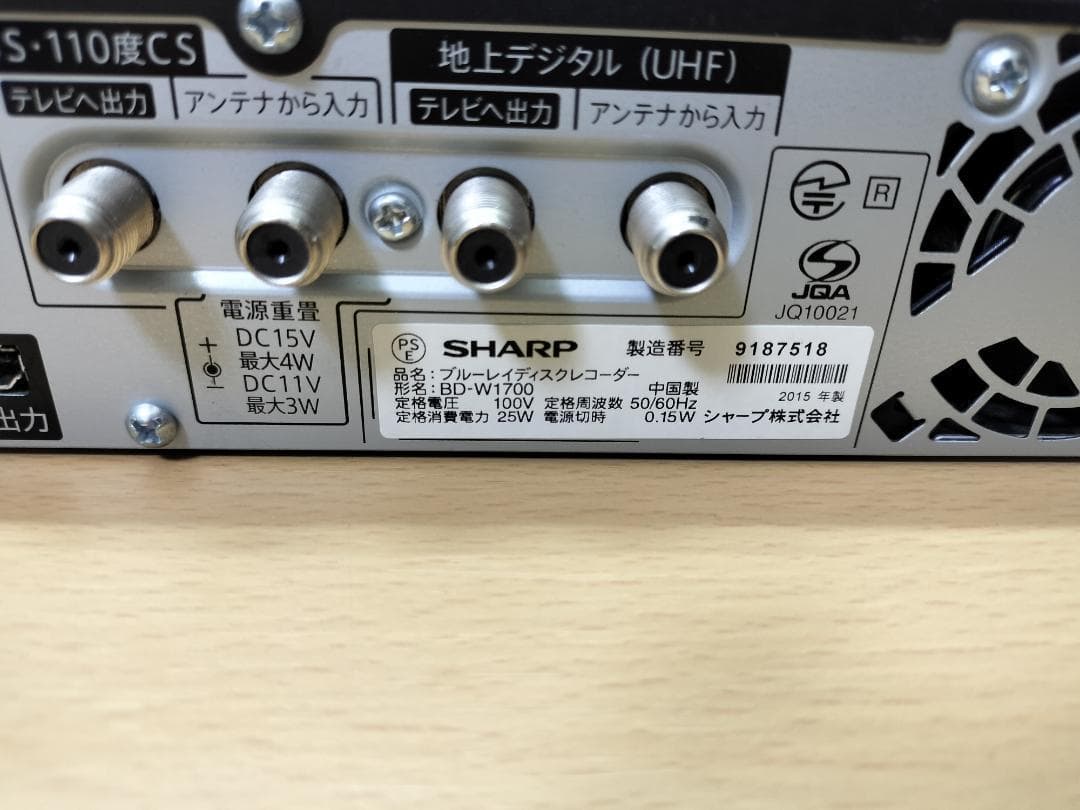 S・110度CS
地上デジタル (UHF)
テレビへ出力 アンテナから入力 テレビへ出力 アンテナから入力
R
JQA
JQ10021
電源重畳
+ DC15V
最大4W
− DC11V
最大3W
出力
PS E SHARP 製造番号 9187518
品名:ブルーレイディスクレコーダー
形名:BD-W1700 中国製 2015 年製
定格電圧 100V 定格周波数 50/60Hz
定格消費電力 25W 電源切時 0.15W シャープ株式会社